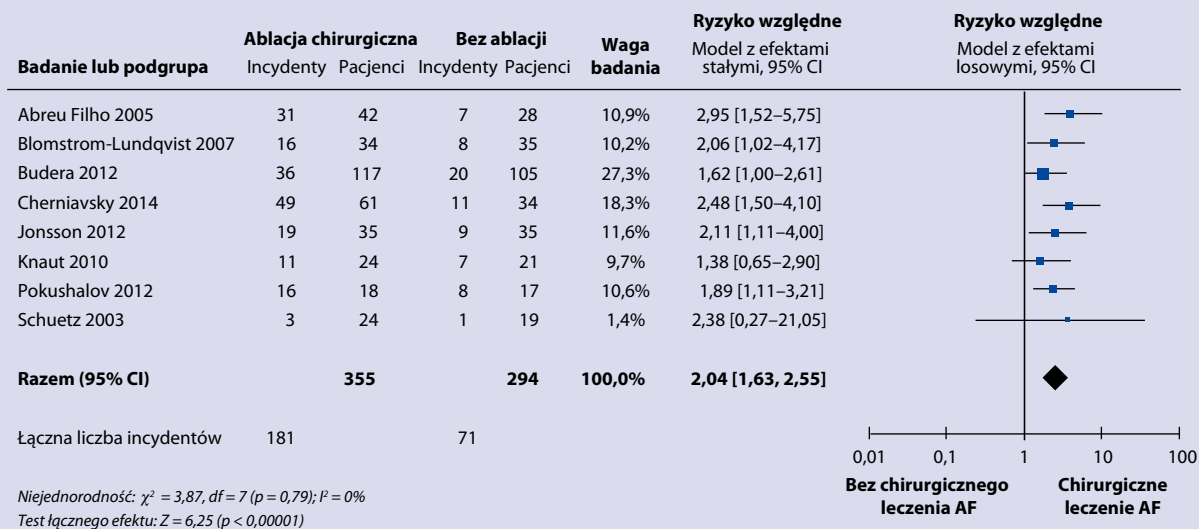 Ablacja chirurgiczna Bez ablacji Waga badania Ryzyko względne Ryzyko względne
Badanie lub podgrupa Incydenty Pacjenci Incydenty Pacjenci Model z efektami stałymi, 95% CI Model z efektami losowymi, 95% CI
Abreu Filho 2005 31 42 7 28 10,9% 2,95 [1,52–5,75]
Blomstrom-Lundqvist 2007 16 34 8 35 10,2% 2,06 [1,02–4,17]
Budera 2012 36 117 20 105 27,3% 1,62 [1,00–2,61]
Cherniavsky 2014 49 61 11 34 18,3% 2,48 [1,50–4,10]
Jonsson 2012 19 35 9 35 11,6% 2,11 [1,11–4,00]
Knaut 2010 11 24 7 21 9,7% 1,38 [0,65–2,90]
Pokushalov 2012 16 18 8 17 10,6% 1,89 [1,11–3,21]
Schuetz 2003 3 24 1 19 1,4% 2,38 [0,27–21,05]
Razem (95% CI) 355 294 100,0% 2,04 [1,63, 2,55]
Łączna liczba incydentów 181 71
0,01 0,1 1 10 100
Bez chirurgicznego leczenia AF Chirurgiczne leczenie AF
Niejednorodność: χ² = 3,87, df = 7 (p = 0,79); I² = 0%
Test łącznego efektu: Z = 6,25 (p < 0,00001)